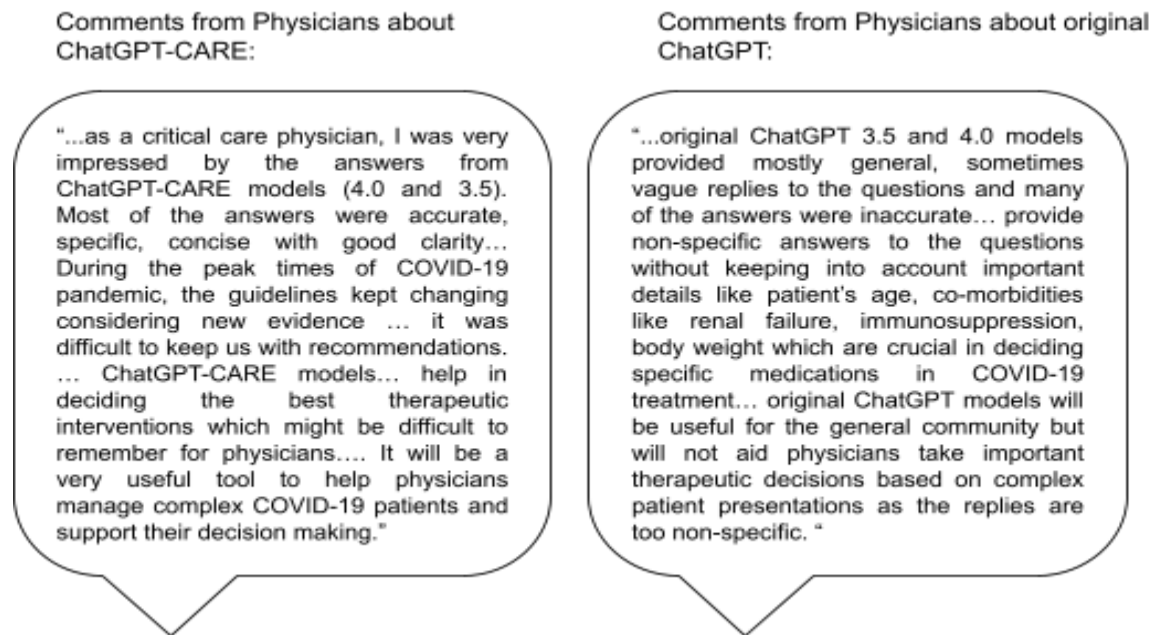 Comments from Physicians about
ChatGPT-CARE:
“...as a critical care physician, I was very
impressed by the answers from
ChatGPT-CARE models (4.0 and 3.5).
Most of the answers were accurate,
specific, concise with good clarity...
During the peak times of COVID-19
pandemic, the guidelines kept changing
considering new evidence ... it was
difficult to keep us with recommendations.
... ChatGPT-CARE models... help in
deciding the best therapeutic
interventions which might be difficult to
remember for physicians.... It will be a
very useful tool to help physicians
manage complex COVID-19 patients and
support their decision making.”
Comments from Physicians about original
ChatGPT:
“...original ChatGPT 3.5 and 4.0 models
provided mostly general, sometimes
vague replies to the questions and many
of the answers were inaccurate... provide
non-specific answers to the questions
without keeping into account important
details like patient's age, co-morbidities
like renal failure, immunosuppression,
body weight which are crucial in deciding
specific medications in COVID-19
treatment... original ChatGPT models will
be useful for the general community but
will not aid physicians take important
therapeutic decisions based on complex
patient presentations as the replies are
too non-specific. “